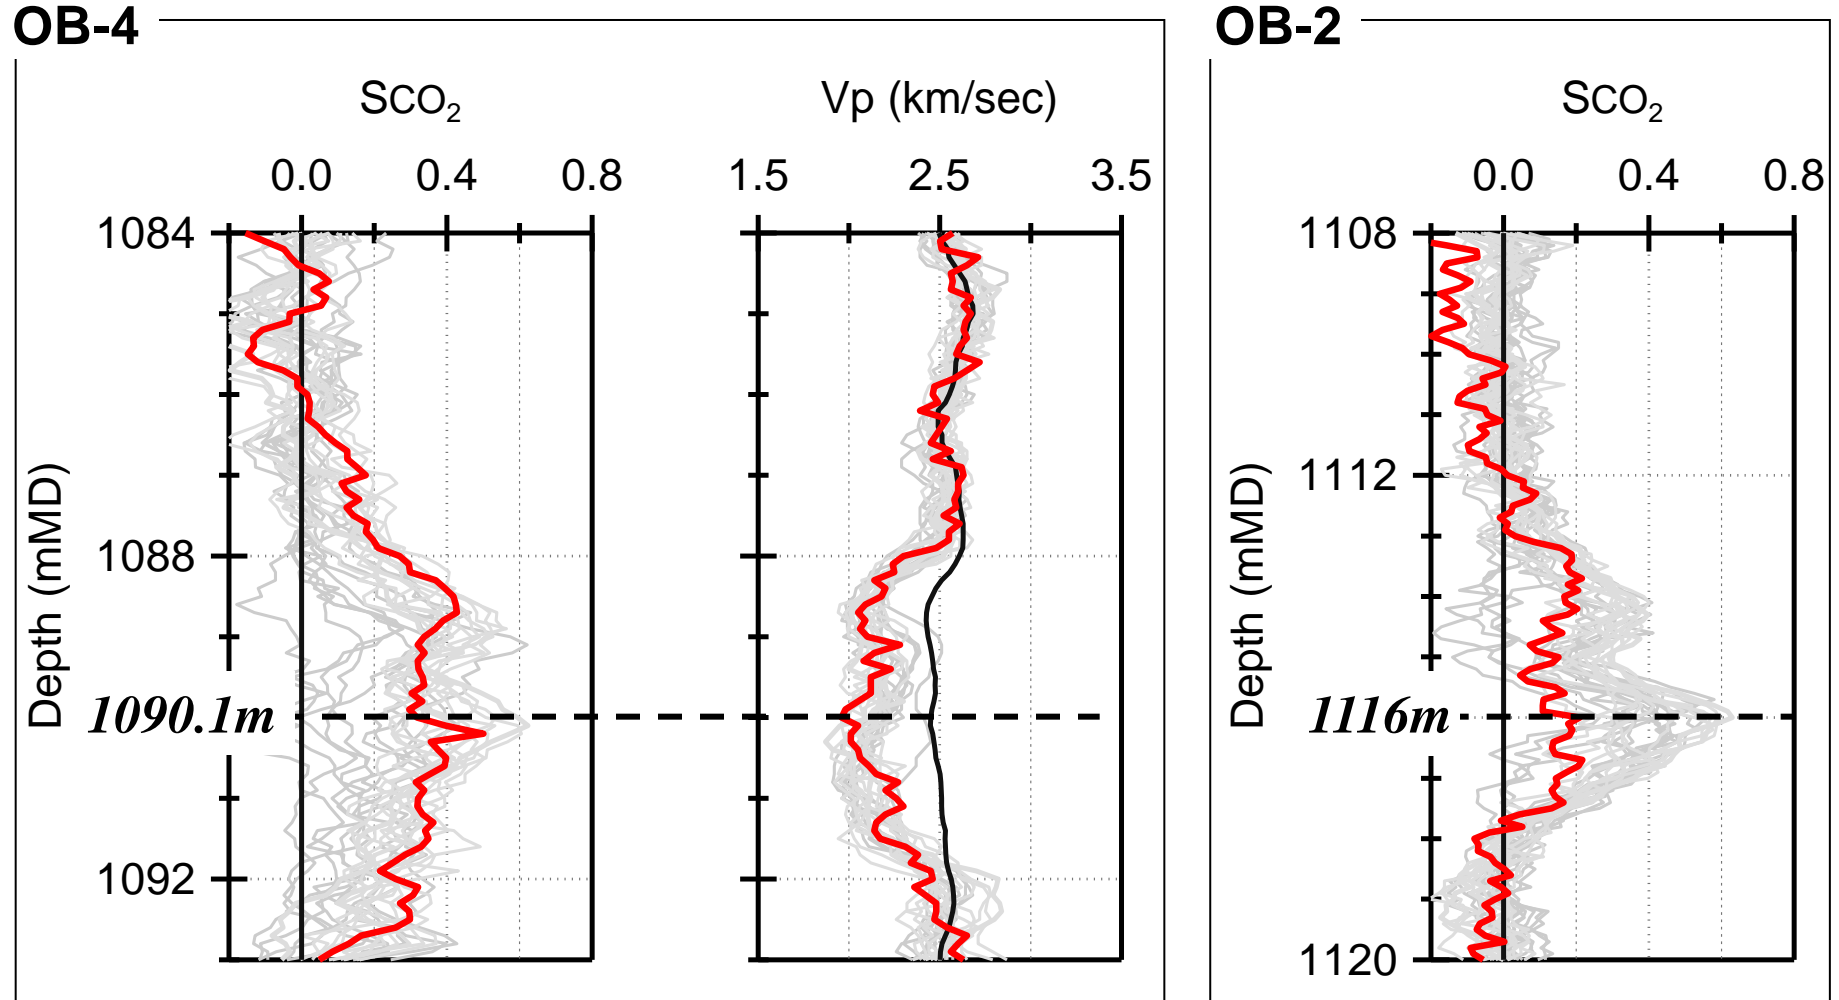 OB-4
OB-2
SCO₂
Vp (km/sec)
SCO₂
0.0 0.4 0.8
1.5 2.5 3.5
0.0 0.4 0.8
1084
1088
1092
Depth (mMD)
1090.1m
1108
1112
1120
Depth (mMD)
1116m